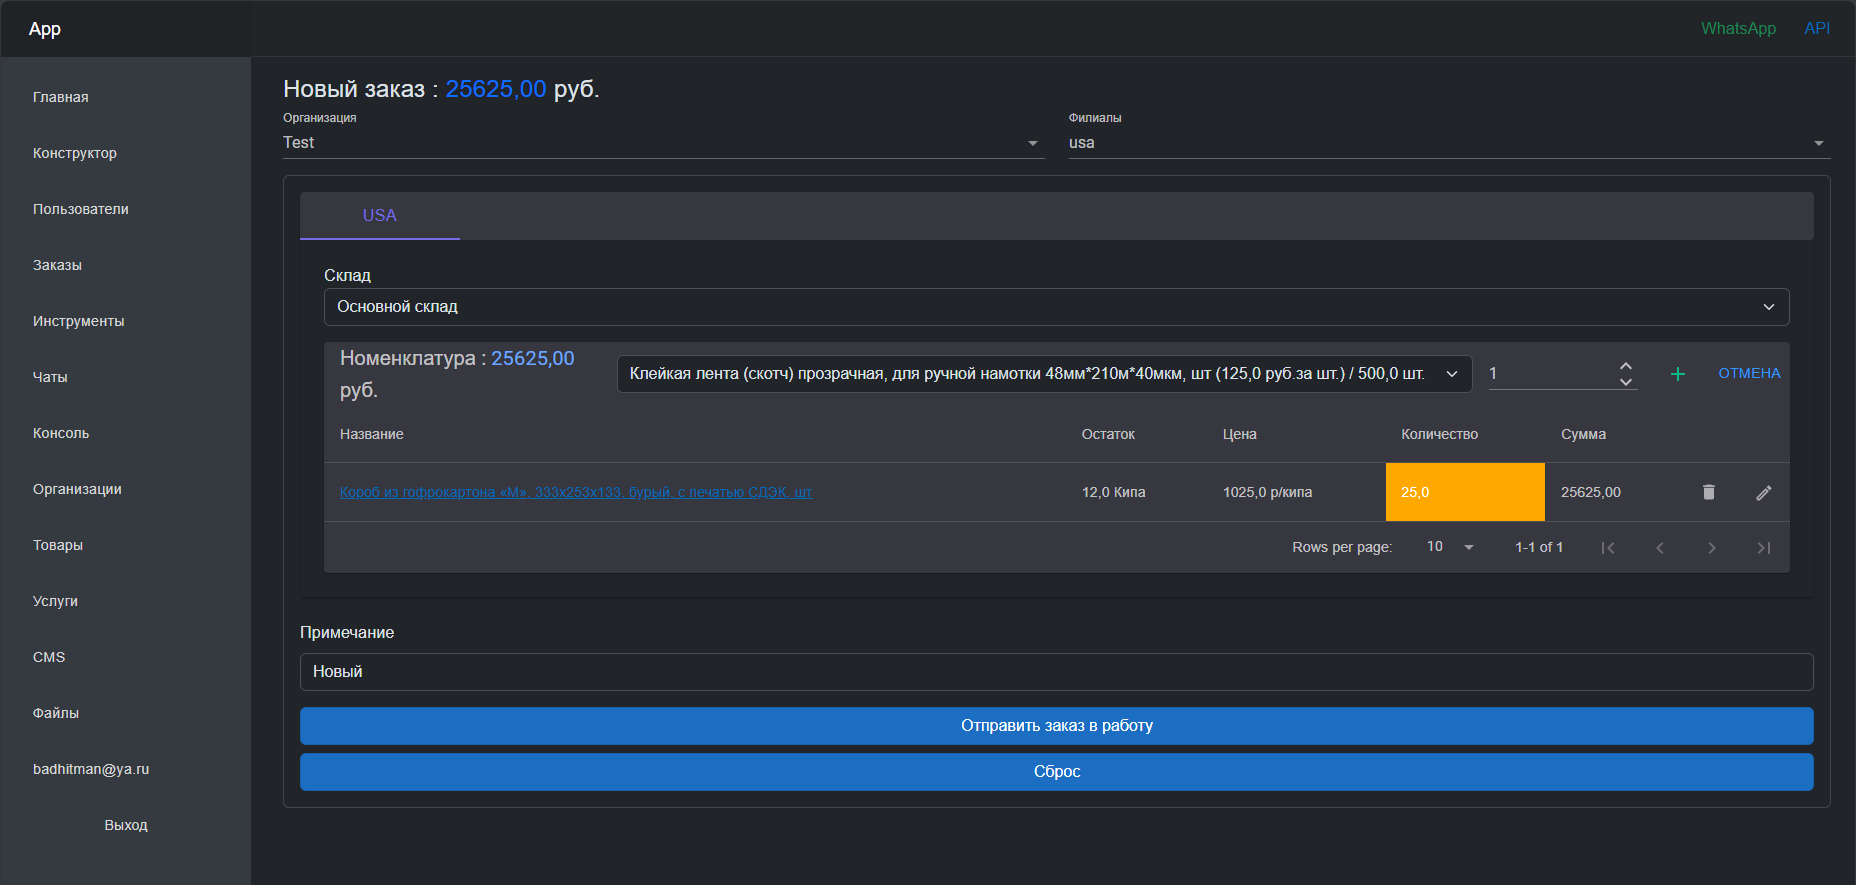 App
WhatsApp API
Главная
Конструктор
Пользователи
Заказы
Инструменты
Чаты
Консоль
Организации
Товары
Услуги
CMS
Файлы
badhitman@ya.ru
Выход
Новый заказ : 25625,00 руб.
Организация Филиалы
Test usa
USA
Склад
Основной склад
Номенклатура : 25625,00
руб.
Клейкая лента (скотч) прозрачная, для ручной намотки 48мм*210м*40мкм, шт (125,0 руб.за шт.) / 500,0 шт. 1 + ОТМЕНА
Название Остаток Цена Количество Сумма
Короб из гофрокартона «М», 333х253х133, бурый, с печатью СДЭК, шт 12,0 Кипа 1025,0 р/кипа 25,0 25625,00
Rows per page: 10 1-1 of 1
Примечание
Новый
Отправить заказ в работу
Сброс